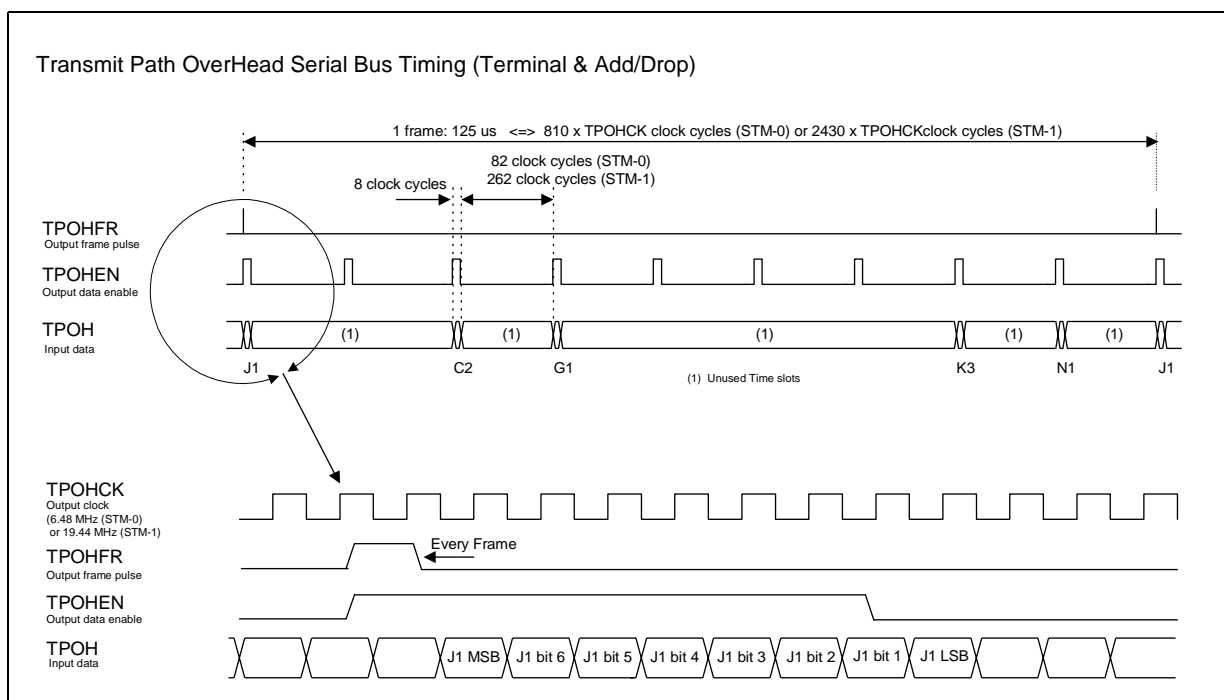 Transmit Path OverHead Serial Bus Timing (Terminal & Add/Drop)
1 frame: 125 us <=> 810 x TPOHCK clock cycles (STM-0) or 2430 x TPOHCKclock cycles (STM-1)
82 clock cycles (STM-0)
8 clock cycles
262 clock cycles (STM-1)
TPOHFR
Output frame pulse
TPOHEN
Output data enable
TPOH
Input data
(1) (1) (1) (1) (1)
J1 C2 G1 K3 N1 J1
(1) Unused Time slots
TPOHCK
Output clock
(6.48 MHz (STM-0)
or 19.44 MHz (STM-1)
TPOHFR
Output frame pulse
Every Frame
TPOHEN
Output data enable
TPOH
Input data
J1 MSB J1 bit 6 J1 bit 5 J1 bit 4 J1 bit 3 J1 bit 2 J1 bit 1 J1 LSB